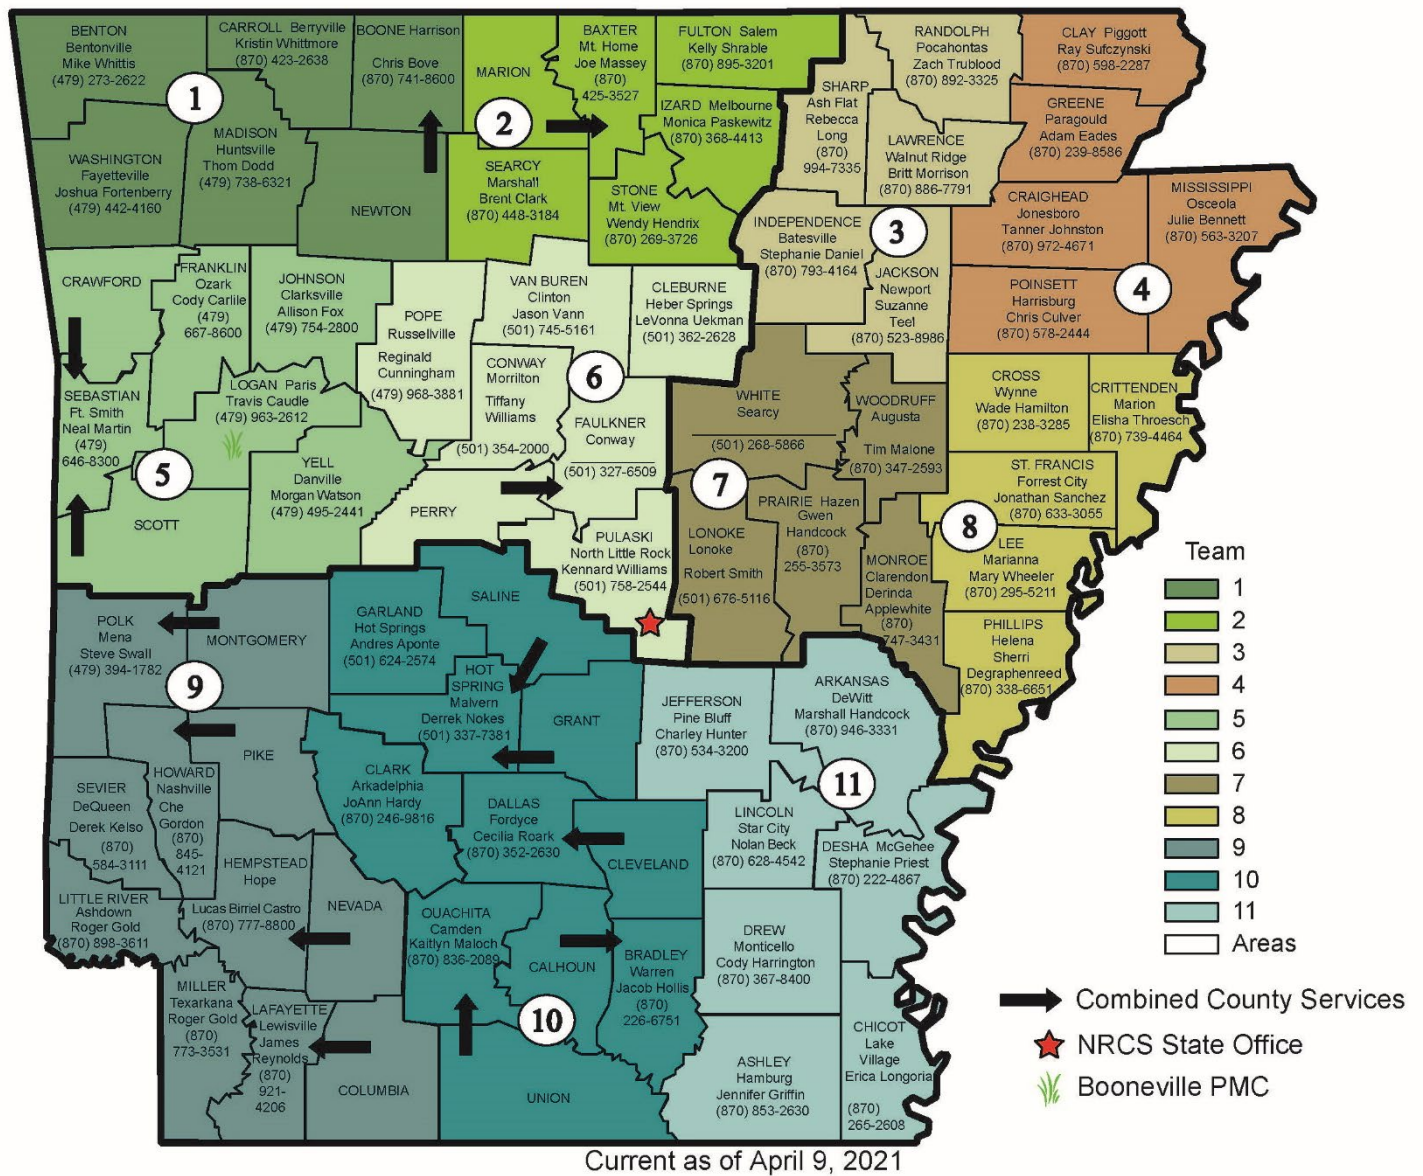 BENTON
Bentonville
Mike Whittis
(479) 273-2622
CARROLL Berryville
Kristin Whittmore
(870) 423-2638
BOONE Harrison
Chris Bove
(870) 741-8600
1
WASHINGTON
Fayetteville
Joshua Fortenberry
(479) 442-4160
MADISON
Huntsville
Thom Dodd
(479) 738-6321
NEWTON
MARION
2
BAXTER
Mt. Home
Joe Massey
(870)
425-3527
FULTON Salem
Kelly Shrable
(870) 895-3201
IZARD Melbourne
Monica Paskewitz
(870) 368-4413
SEARCY
Marshall
Brent Clark
(870) 448-3184
STONE
Mt. View
Wendy Hendrix
(870) 269-3726
RANDOLPH
Pocahontas
Zach Trublood
(870) 892-3325
SHARP
Ash Flat
Rebecca
Long
(870)
994-7335
LAWRENCE
Walnut Ridge
Britt Morrison
(870) 886-7791
INDEPENDENCE
Batesville
Stephanie Daniel
(870) 793-4164
3
JACKSON
Newport
Suzanne
Teel
(870) 523-8986
CLAY Piggott
Ray Sufczynski
(870) 598-2287
GREENE
Paragould
Adam Eades
(870) 239-8586
CRAIGHEAD
Jonesboro
Tanner Johnston
(870) 972-4671
MISSISSIPPI
Osceola
Julie Bennett
(870) 563-3207
POINSETT
Harrisburg
Chris Culver
(870) 578-2444
4
CRAWFORD
FRANKLIN
Ozark
Cody Carlile
(479)
667-8600
JOHNSON
Clarksville
Allison Fox
(479) 754-2800
SEBASTIAN
Ft. Smith
Neal Martin
(479)
646-8300
LOGAN Paris
Travis Caudle
(479) 963-2612
5
SCOTT
YELL
Danville
Morgan Watson
(479) 495-2441
POPE
Russellville
Reginald
Cunningham
(479) 968-3881
VAN BUREN
Clinton
Jason Vann
(501) 745-5161
CLEBURNE
Heber Springs
LeVonna Uekman
(501) 362-2628
CONWAY
Morrilton
Tiffany
Williams
(501) 354-2000
6
FAULKNER
Conway
(501) 327-6509
PERRY
PULASKI
North Little Rock
Kennard Williams
(501) 758-2544
WHITE
Searcy
(501) 268-5866
WOODRUFF
Augusta
Tim Malone
(870) 347-2593
7
LONOKE
Lonoke
Robert Smith
(501) 676-5116
PRAIRIE Hazen
Gwen
Handcock
(870)
255-3573
MONROE
Clarendon
Derinda
Applewhite
(870)
747-3431
CROSS
Wynne
Wade Hamilton
(870) 238-3285
CRITTENDEN
Marion
Elisha Throesch
(870) 739-4464
ST. FRANCIS
Forrest City
Jonathan Sanchez
(870) 633-3055
8
LEE
Marianna
Mary Wheeler
(870) 295-5211
PHILLIPS
Helena
Sherri
Degraphenreed
(870) 338-6651
POLK
Mena
Steve Swall
(479) 394-1782
MONTGOMERY
9
PIKE
HOWARD
Nashville
Che
Gordon
(870)
845-
4121
SEVIER
DeQueen
Derek Kelso
(870)
584-3111
LITTLE RIVER
Ashdown
Roger Gold
(870) 898-3611
HEMPSTEAD
Hope
Lucas Birriel Castro
(870) 777-8800
NEVADA
MILLER
Texarkana
Roger Gold
(870)
773-3531
LAFAYETTE
Lewisville
James
Reynolds
(870)
921-
4206
COLUMBIA
GARLAND
Hot Springs
Andres Aponte
(501) 624-2574
SALINE
HOT
SPRING
Malvern
Derrek Nokes
(501) 337-7381
GRANT
CLARK
Arkadelphia
JoAnn Hardy
(870) 246-9816
DALLAS
Fordyce
Cecilia Roark
(870) 352-2630
CLEVELAND
OUACHITA
Camden
Kaitlyn Maloch
(870) 836-2089
CALHOUN
BRADLEY
Warren
Jacob Hollis
(870)
226-6751
10
UNION
JEFFERSON
Pine Bluff
Charley Hunter
(870) 534-3200
ARKANSAS
DeWitt
Marshall Handcock
(870) 946-3331
11
LINCOLN
Star City
Nolan Beck
(870) 628-4542
DESHA McGehee
Stephanie Priest
(870) 222-4867
DREW
Monticello
Cody Harrington
(870) 367-8400
ASHLEY
Hamburg
Jennifer Griffin
(870) 853-2630
CHICOT
Lake
Village
Erica Longoria
(870)
265-2608
Team
1
2
3
4
5
6
7
8
9
10
11
Areas
Combined County Services
NRCS State Office
Booneville PMC
Current as of April 9, 2021